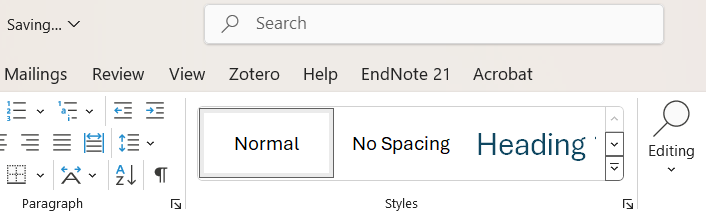 Saving...
Search
Mailings Review View Zotero Help EndNote 21 Acrobat
Normal No Spacing Heading
Editing
Paragraph Styles